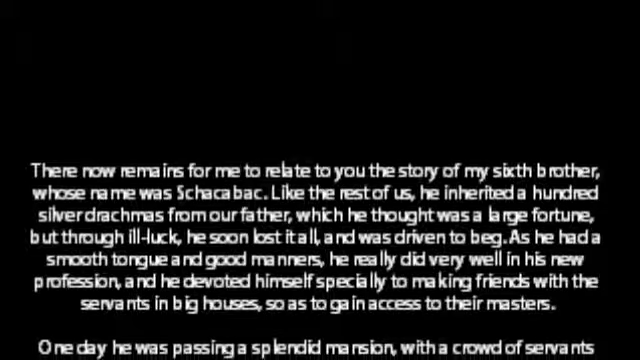 There now remains for me to relate to you the story of my sixth brother,
whose name was Schacabac. Like the rest of us, he inherited a hundred
silver drachmas from our father, which he thought was a large fortune,
but through ill-luck, he soon lost it all, and was driven to beg. As he had a
smooth tongue and good manners, he really did very well in his new
profession, and he devoted himself specially to making friends with the
servants in big houses, so as to gain access to their masters.
One day he was passing a splendid mansion, with a crowd of servants